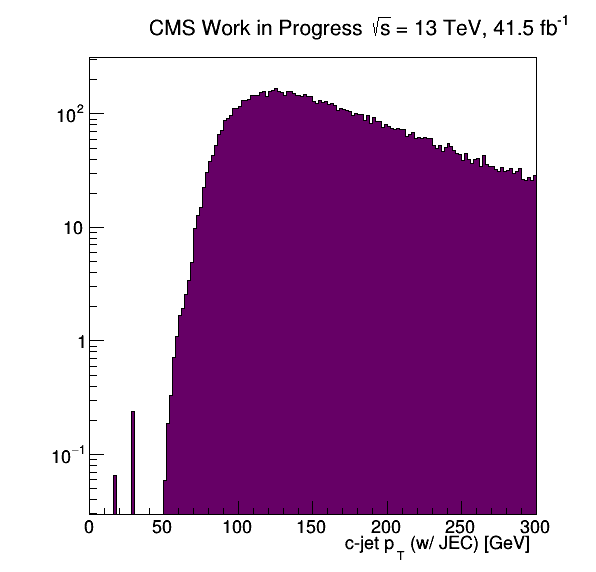 CMS Work in Progress √s = 13 TeV, 41.5 fb⁻¹
10²
10
1
10⁻¹
0 50 100 150 200 250 300
c-jet p_T (w/ JEC) [GeV]